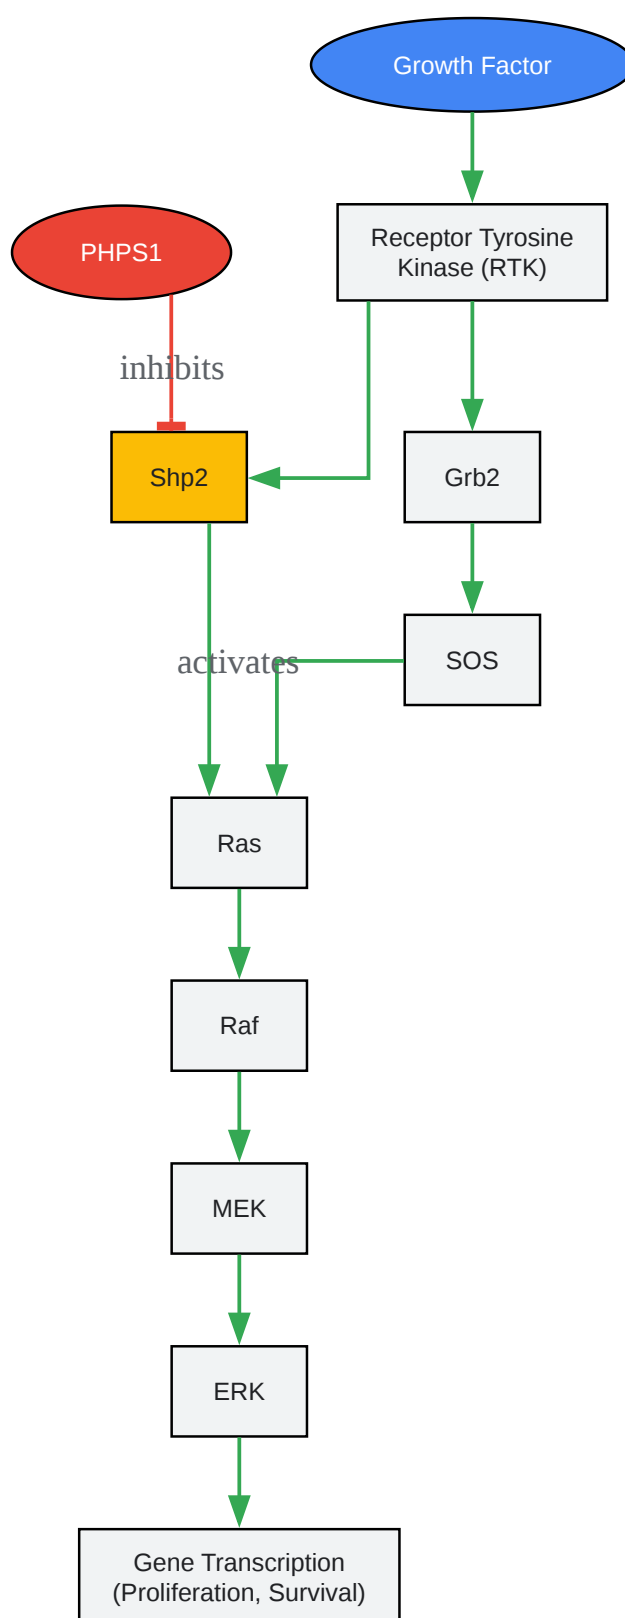 Growth Factor
PHPS1
Receptor Tyrosine
Kinase (RTK)
inhibits
Shp2
Grb2
activates
SOS
Ras
Raf
MEK
ERK
Gene Transcription
(Proliferation, Survival)